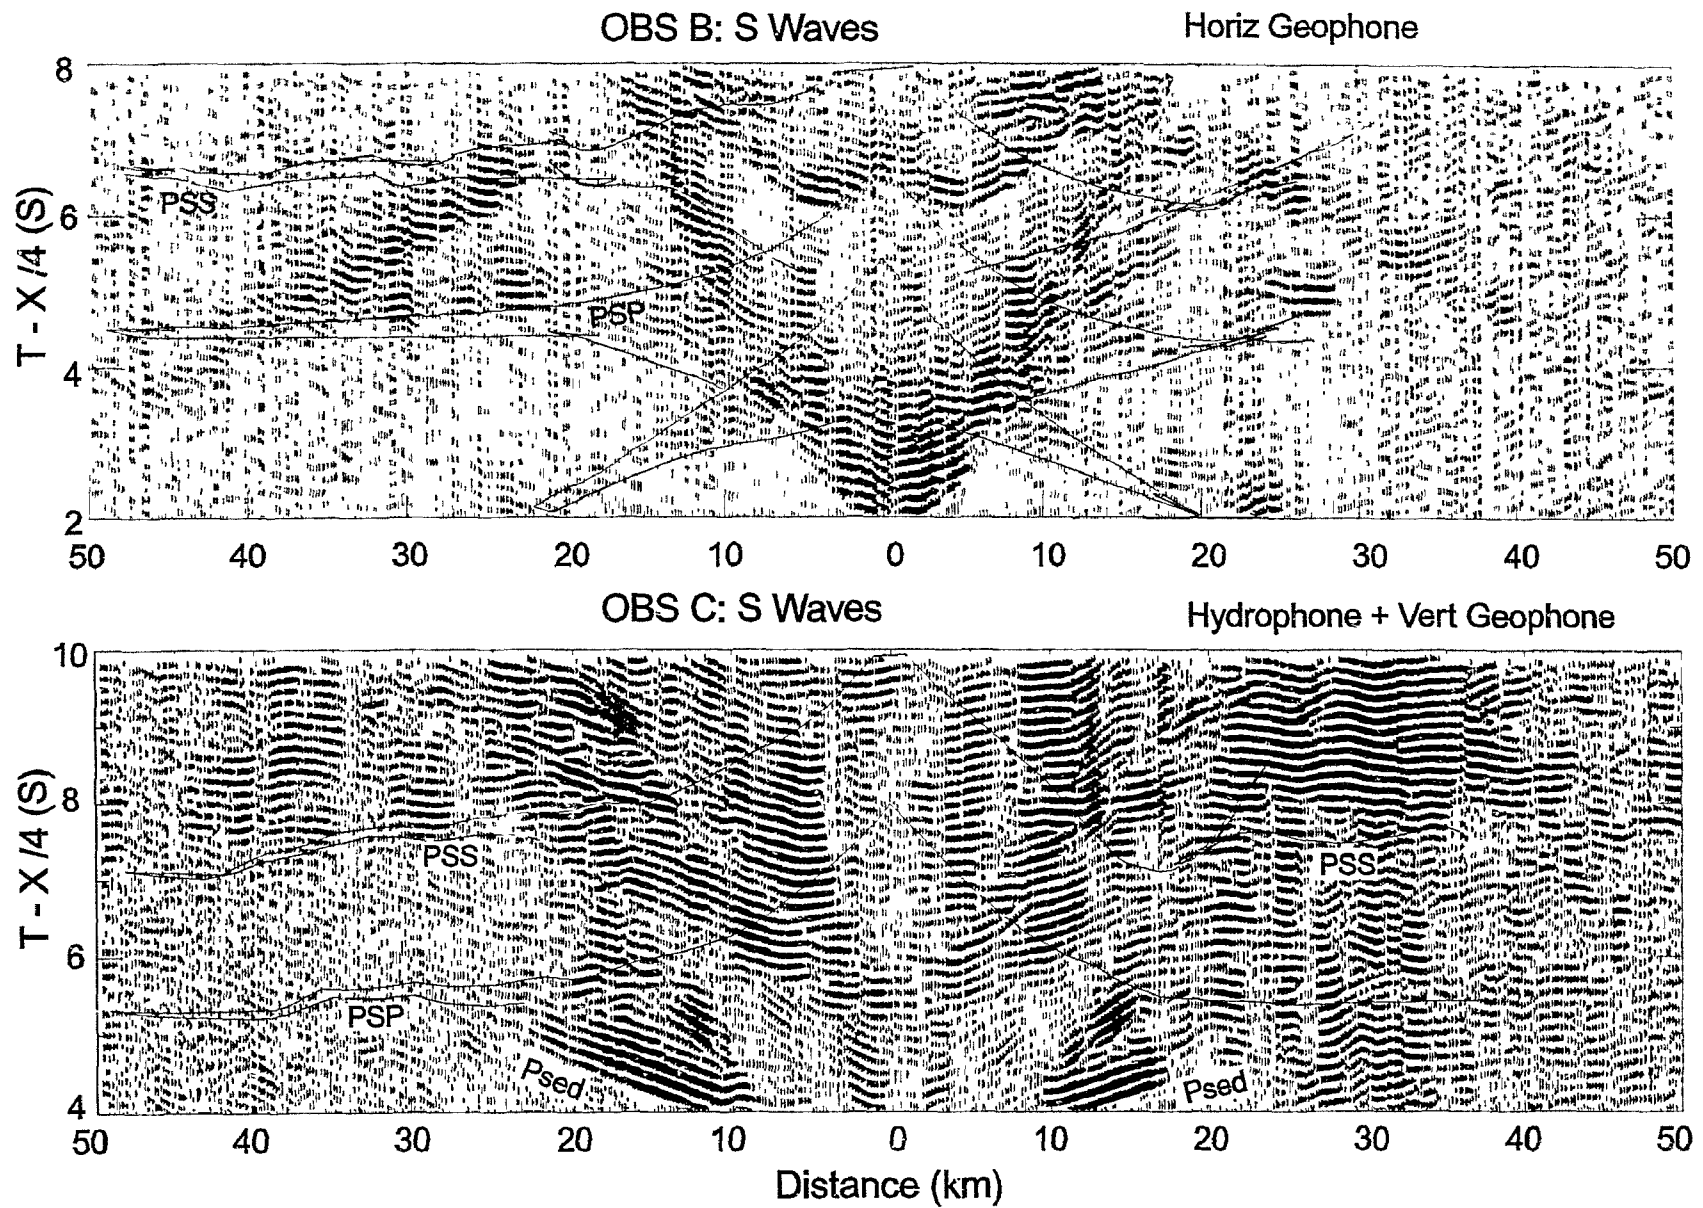 OBS B: S Waves Horiz Geophone
8
6
4
2
T - X /4 (S)
PSS
PSP
50 40 30 20 10 0 10 20 30 40 50
OBS C: S Waves Hydrophone + Vert Geophone
10
8
6
4
T - X /4 (S)
PSS PSS
PSP
Psed Psed
50 40 30 20 10 0 10 20 30 40 50
Distance (km)